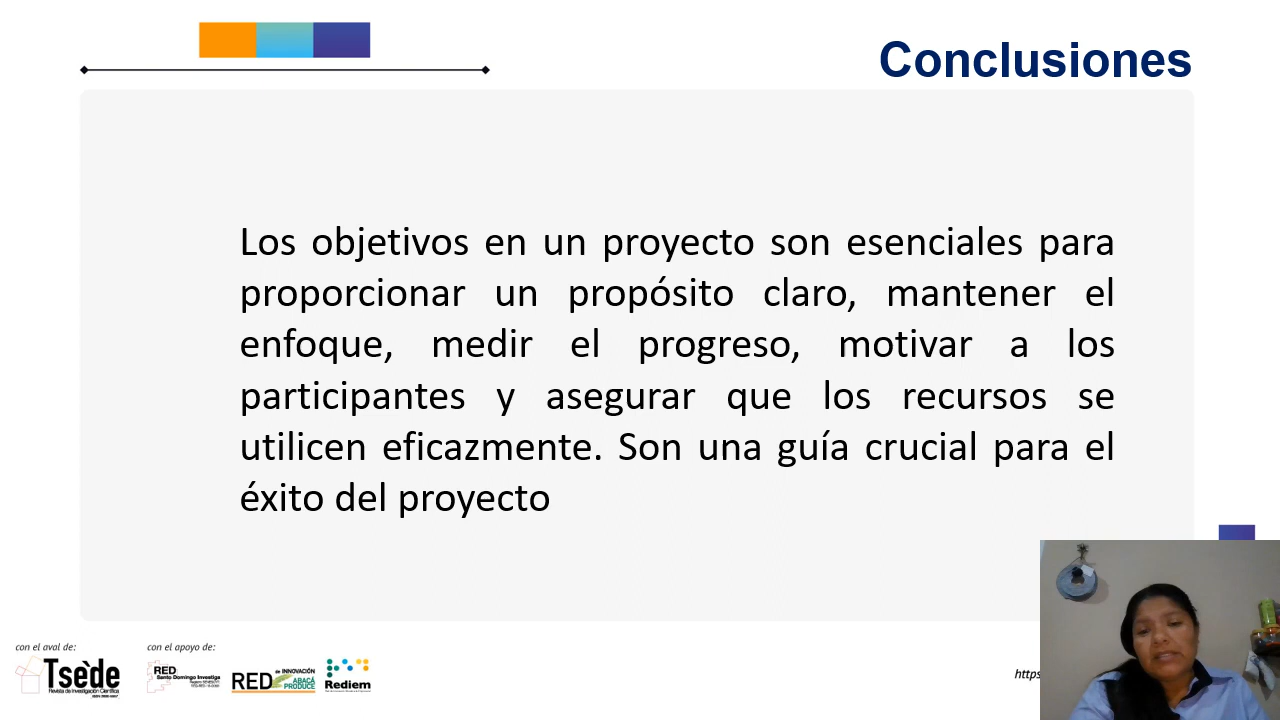 Conclusiones
Los objetivos en un proyecto son esenciales para
proporcionar un propósito claro, mantener el
enfoque, medir el progreso, motivar a los
participantes y asegurar que los recursos se
utilicen eficazmente. Son una guía crucial para el
éxito del proyecto
con el aval de:
Tsède
Revista de Investigación Científica
con el apoyo de:
RED
Santo Domingo Investiga
RED de INNOVACIÓN
ABACÁ
PRODUCE
Rediem
https